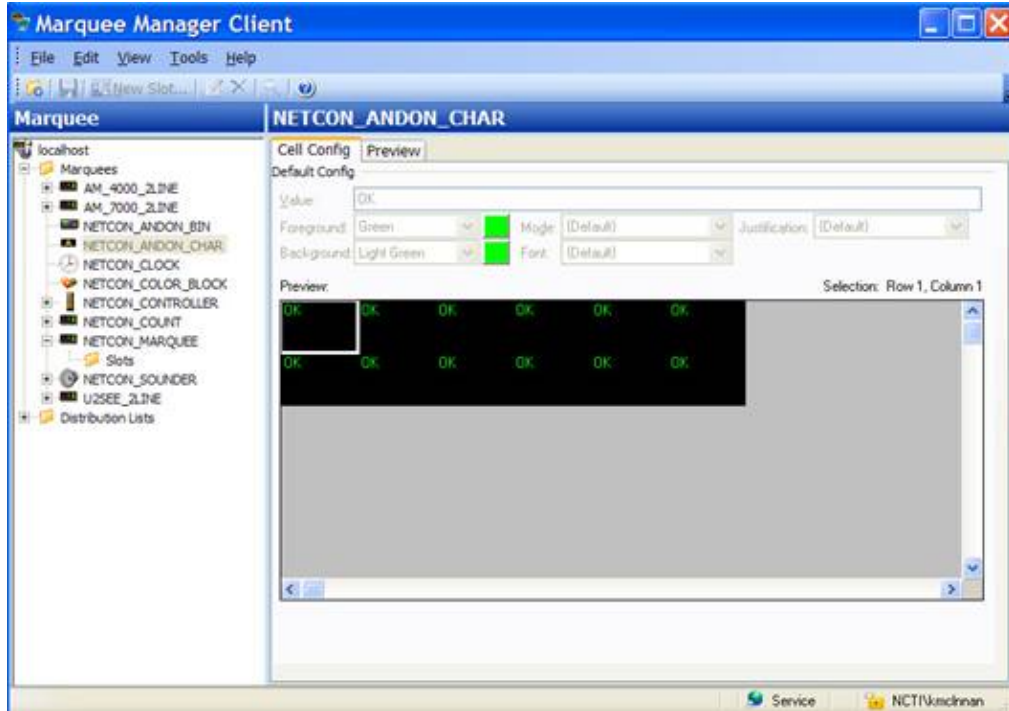 Marquee Manager Client
File Edit View Tools Help
New Slot...
Marquee
NETCON_ANDON_CHAR
localhost
Marquees
AM_4000_2LINE
AM_7000_2LINE
NETCON_ANDON_BIN
NETCON_ANDON_CHAR
NETCON_CLOCK
NETCON_COLOR_BLOCK
NETCON_CONTROLLER
NETCON_COUNT
NETCON_MARQUEE
Slots
NETCON_SOUNDER
U2SEE_2LINE
Distribution Lists
Cell Config Preview
Default Config
Value: OK
Foreground: Green Mode: (Default) Justification: (Default)
Background: Light Green Font: (Default)
Preview: Selection: Row 1, Column 1
OK OK OK OK OK OK
OK OK OK OK OK OK
Service NCTI\kmclnnan